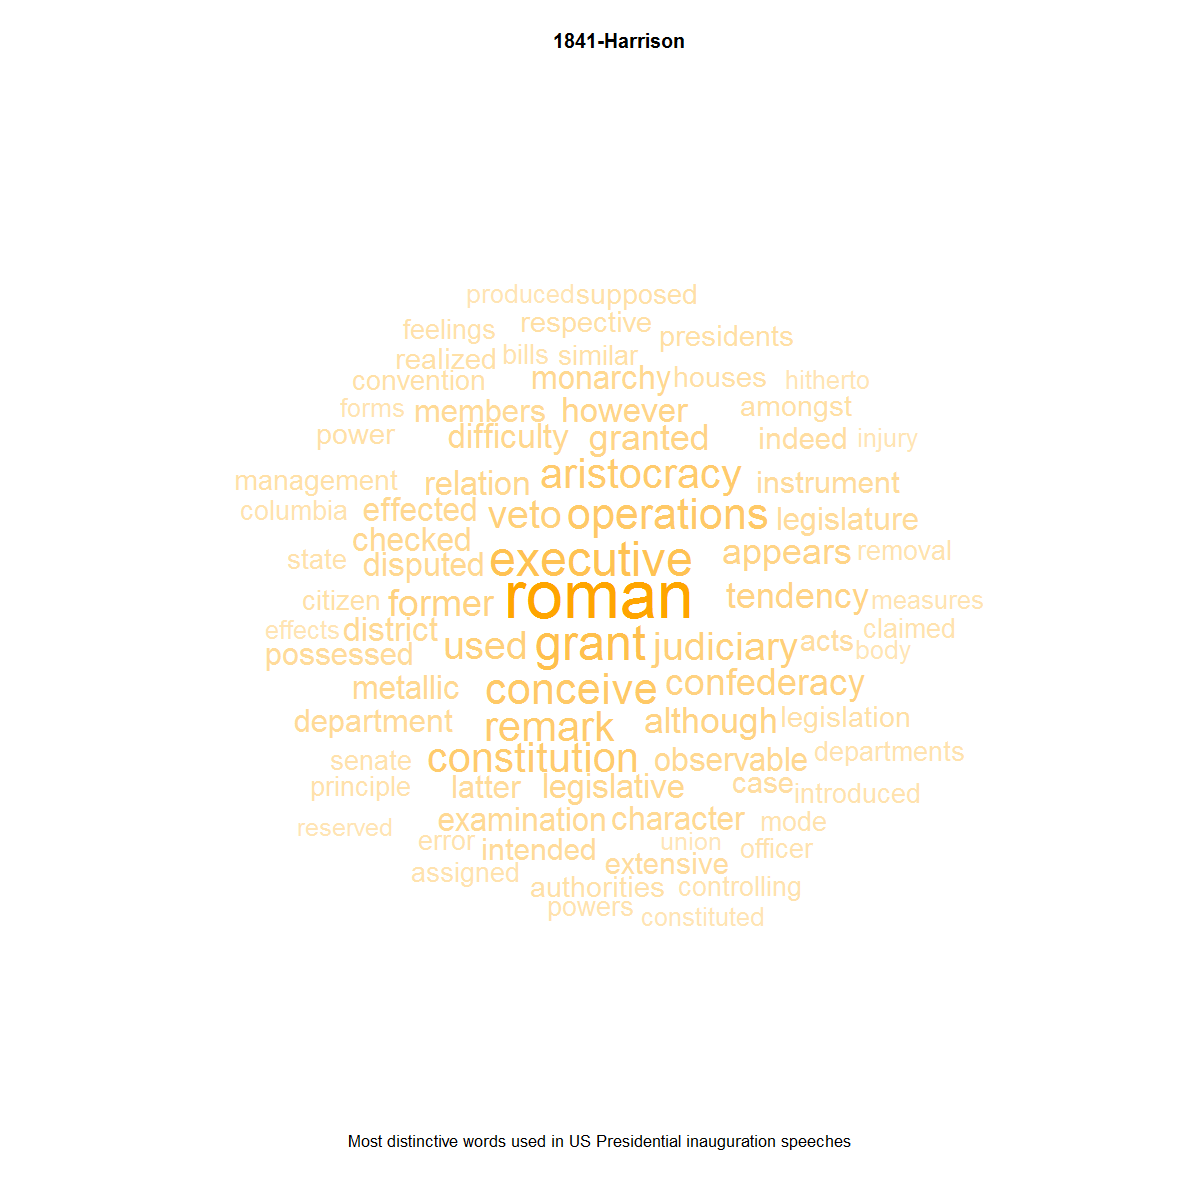 1841-Harrison
produced supposed
feelings respective presidents
realized bills similar
convention monarchy houses hitherto
forms members however amongst
power difficulty granted indeed injury
management relation aristocracy instrument
columbia effected veto operations legislature
checked
state disputed executive appears removal
citizen former roman tendency measures
effects district used grant judiciary acts claimed
possessed body
metallic conceive confederacy
department remark although legislation
senate constitution observable departments
principle latter legislative case introduced
reserved examination character mode
error intended union officer
assigned extensive
authorities controlling
powers constituted
Most distinctive words used in US Presidential inauguration speeches